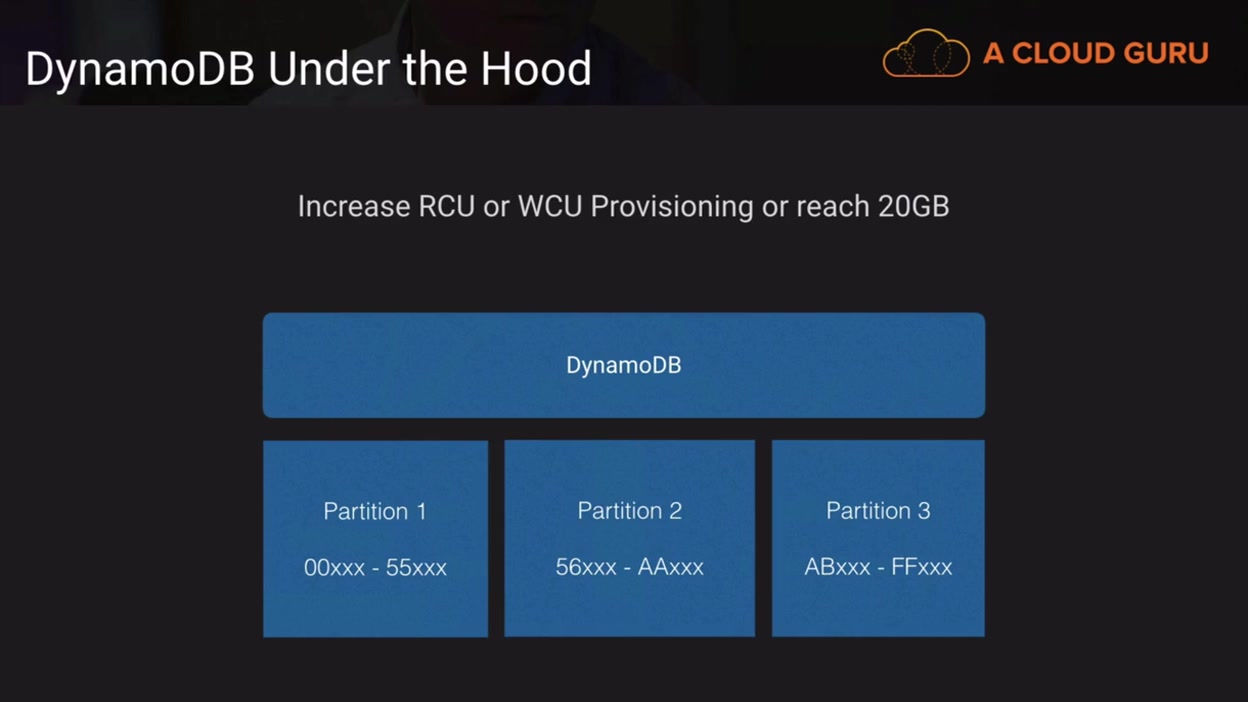 DynamoDB Under the Hood
A CLOUD GURU
Increase RCU or WCU Provisioning or reach 20GB
DynamoDB
Partition 1
00xxx - 55xxx
Partition 2
56xxx - AAxxx
Partition 3
ABxxx - FFxxx